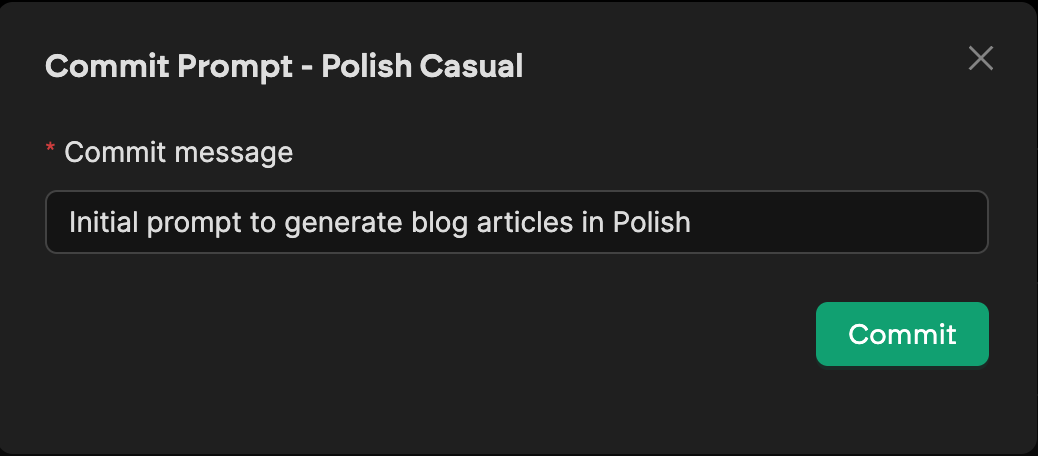 Commit Prompt - Polish Casual
* Commit message
Initial prompt to generate blog articles in Polish
Commit